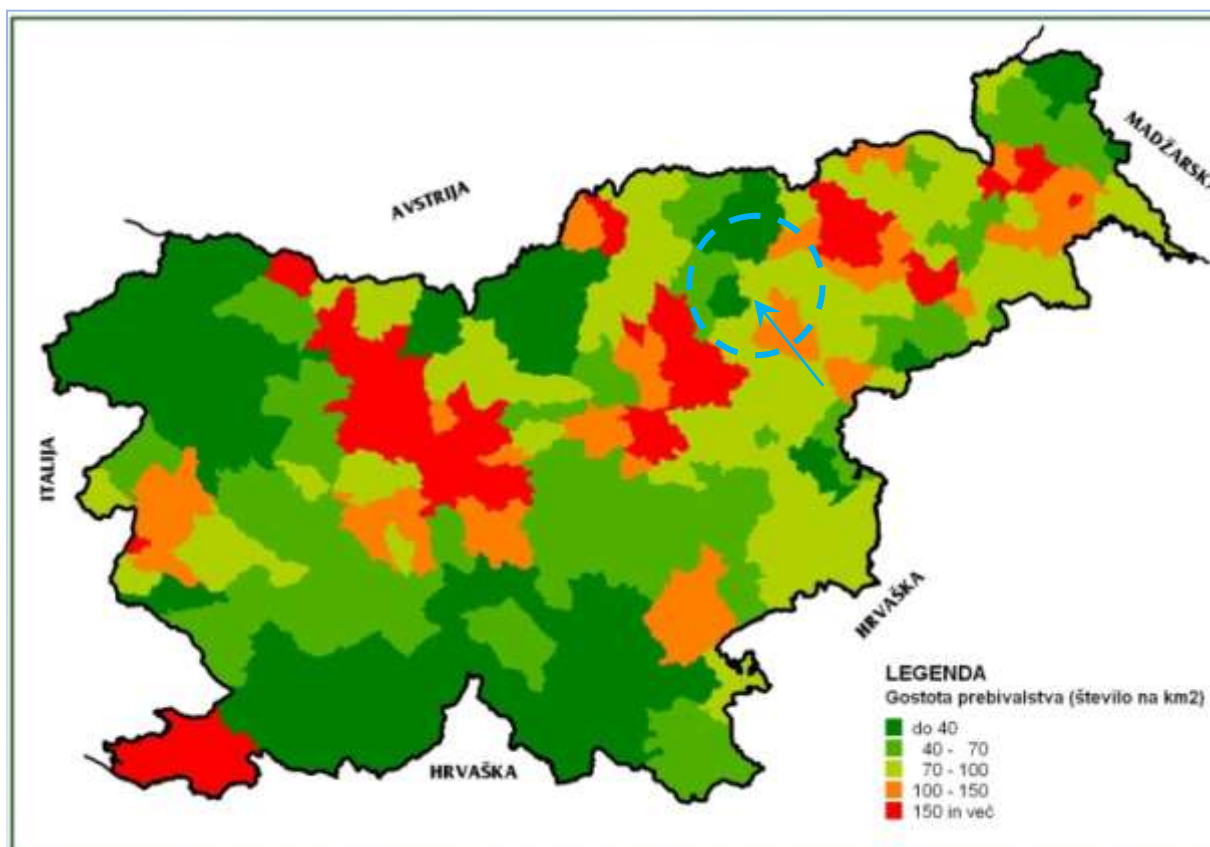 AVSTRIJA
MADŽARSKA
ITALIJA
HRVAŠKA
HRVAŠKA
LEGENDA
Gostota prebivalstva (število na km2)
do 40
40 - 70
70 - 100
100 - 150
150 in več